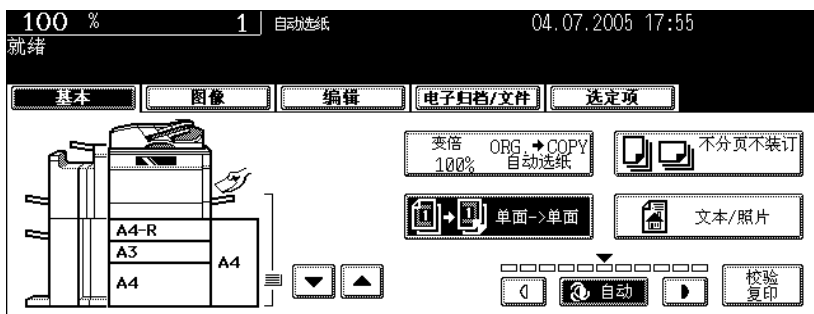 100 % 1 自动选纸 04.07.2005 17:55
就绪
基本 图像 编辑 电子归档/文件 选定项
变倍 ORG.➔COPY
100% 自动选纸
不分页不装订
1➔1 单面->单面
文本/照片
A4-R
A3
A4
A4
自动
校验
复印